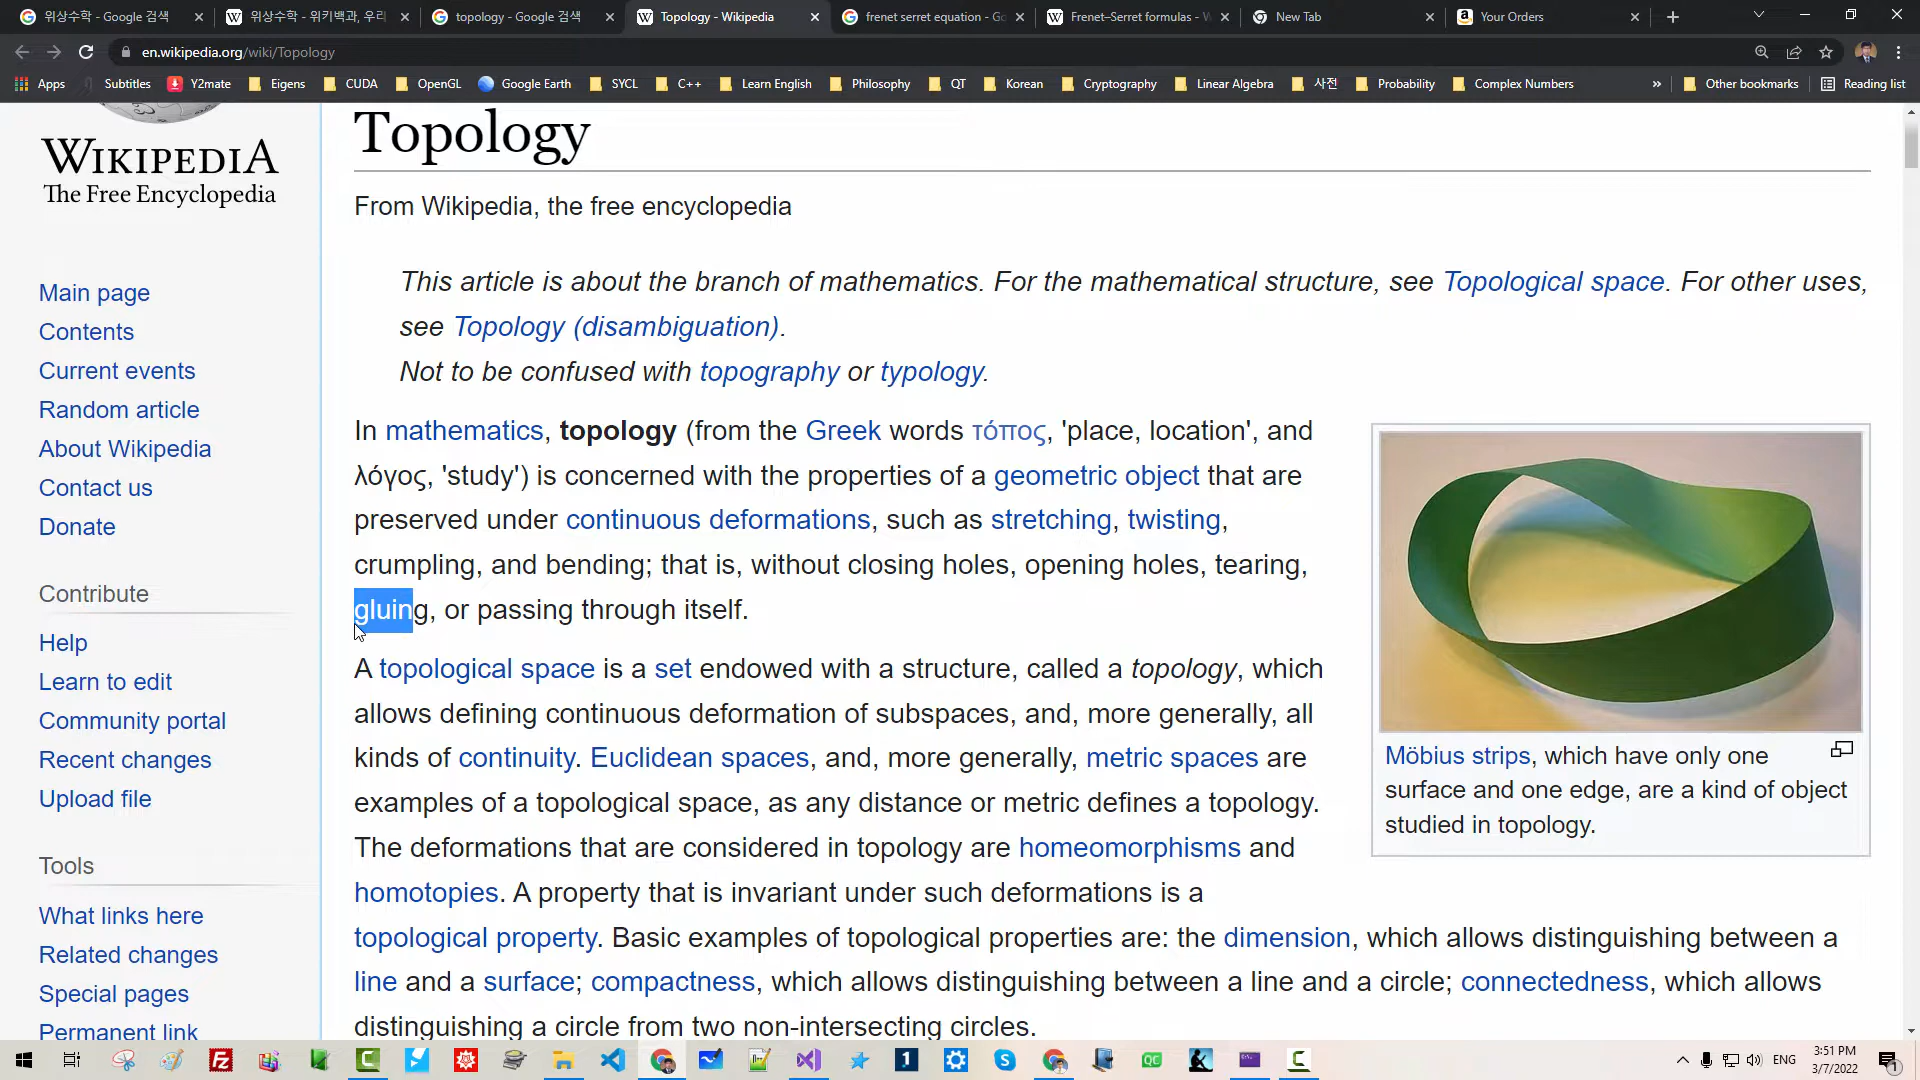 위상수학 - Google 검색
위상수학 - 위키백과, 우리
topology - Google 검색
Topology - Wikipedia
frenet serret equation - Go
Frenet–Serret formulas - W
New Tab
Your Orders
en.wikipedia.org/wiki/Topology
Apps
Subtitles
Y2mate
Eigens
CUDA
OpenGL
Google Earth
SYCL
C++
Learn English
Philosophy
QT
Korean
Cryptography
Linear Algebra
사전
Probability
Complex Numbers
»
Other bookmarks
Reading list
WIKIPEDIA
The Free Encyclopedia
Main page
Contents
Current events
Random article
About Wikipedia
Contact us
Donate
Contribute
Help
Learn to edit
Community portal
Recent changes
Upload file
Tools
What links here
Related changes
Special pages
Permanent link
Topology
From Wikipedia, the free encyclopedia
This article is about the branch of mathematics. For the mathematical structure, see Topological space. For other uses,
see Topology (disambiguation).
Not to be confused with topography or typology.
In mathematics, topology (from the Greek words τόπος, 'place, location', and
λόγος, 'study') is concerned with the properties of a geometric object that are
preserved under continuous deformations, such as stretching, twisting,
crumpling, and bending; that is, without closing holes, opening holes, tearing,
gluing, or passing through itself.
A topological space is a set endowed with a structure, called a topology, which
allows defining continuous deformation of subspaces, and, more generally, all
kinds of continuity. Euclidean spaces, and, more generally, metric spaces are
examples of a topological space, as any distance or metric defines a topology.
The deformations that are considered in topology are homeomorphisms and
homotopies. A property that is invariant under such deformations is a
topological property. Basic examples of topological properties are: the dimension, which allows distinguishing between a
line and a surface; compactness, which allows distinguishing between a line and a circle; connectedness, which allows
distinguishing a circle from two non-intersecting circles.
Möbius strips, which have only one
surface and one edge, are a kind of object
studied in topology.
ENG
3:51 PM
3/7/2022